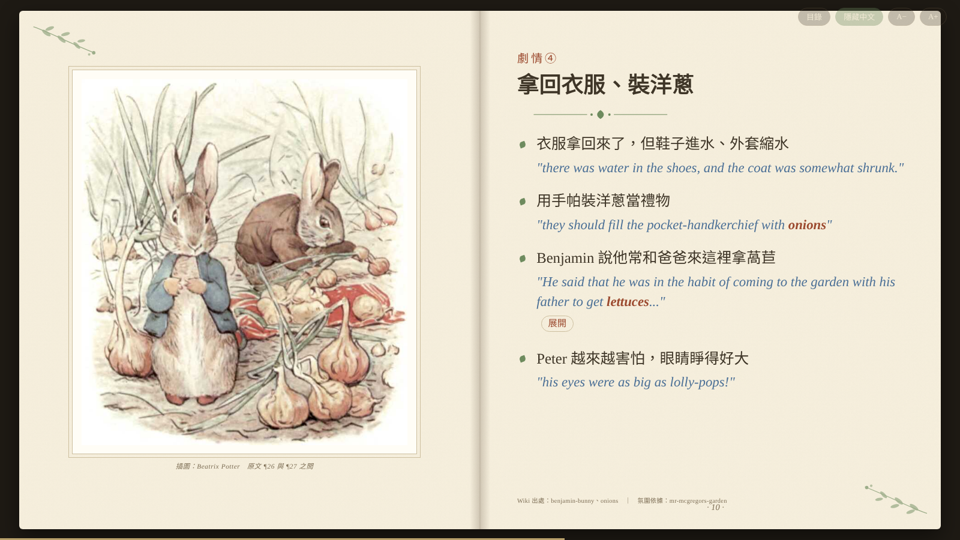 目錄 隱藏中文 A− A+
劇情④
拿回衣服、裝洋蔥
衣服拿回來了，但鞋子進水、外套縮水
"there was water in the shoes, and the coat was somewhat shrunk."
用手帕裝洋蔥當禮物
"they should fill the pocket-handkerchief with onions"
Benjamin 說他常和爸爸來這裡拿萵苣
"He said that he was in the habit of coming to the garden with his
father to get lettuces..."
展開
Peter 越來越害怕，眼睛睜得好大
"his eyes were as big as lolly-pops!"
插圖：Beatrix Potter 原文 ¶26 與 ¶27 之間
Wiki 出處：benjamin-bunny、onions | 氛圍依據：mr-mcgregors-garden
· 10 ·